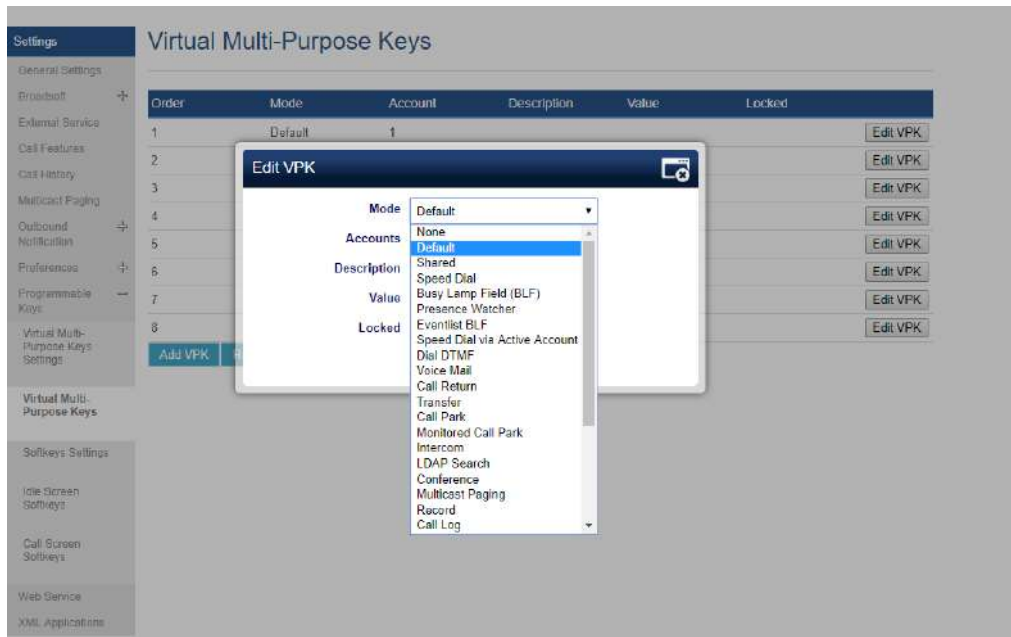 Settings
General Settings
Broadsoft
External Service
Call Features
Call History
Multicast Paging
Outbound
Notification
Preferences
Programmable
Keys
Virtual Multi-
Purpose Keys
Settings
Virtual Multi-
Purpose Keys
Softkeys Settings
Idle Screen
Softkeys
Call Screen
Softkeys
Web Service
XML Applications
Virtual Multi-Purpose Keys
Order Mode Account Description Value Locked
1 Default 1 Edit VPK
2 Edit VPK
3 Edit VPK
4 Edit VPK
5 Edit VPK
6 Edit VPK
7 Edit VPK
8 Edit VPK
Add VPK
Edit VPK
Mode Default
Accounts
Description
Value
Locked
None
Default
Shared
Speed Dial
Busy Lamp Field (BLF)
Presence Watcher
Eventlist BLF
Speed Dial via Active Account
Dial DTMF
Voice Mail
Call Return
Transfer
Call Park
Monitored Call Park
Intercom
LDAP Search
Conference
Multicast Paging
Record
Call Log